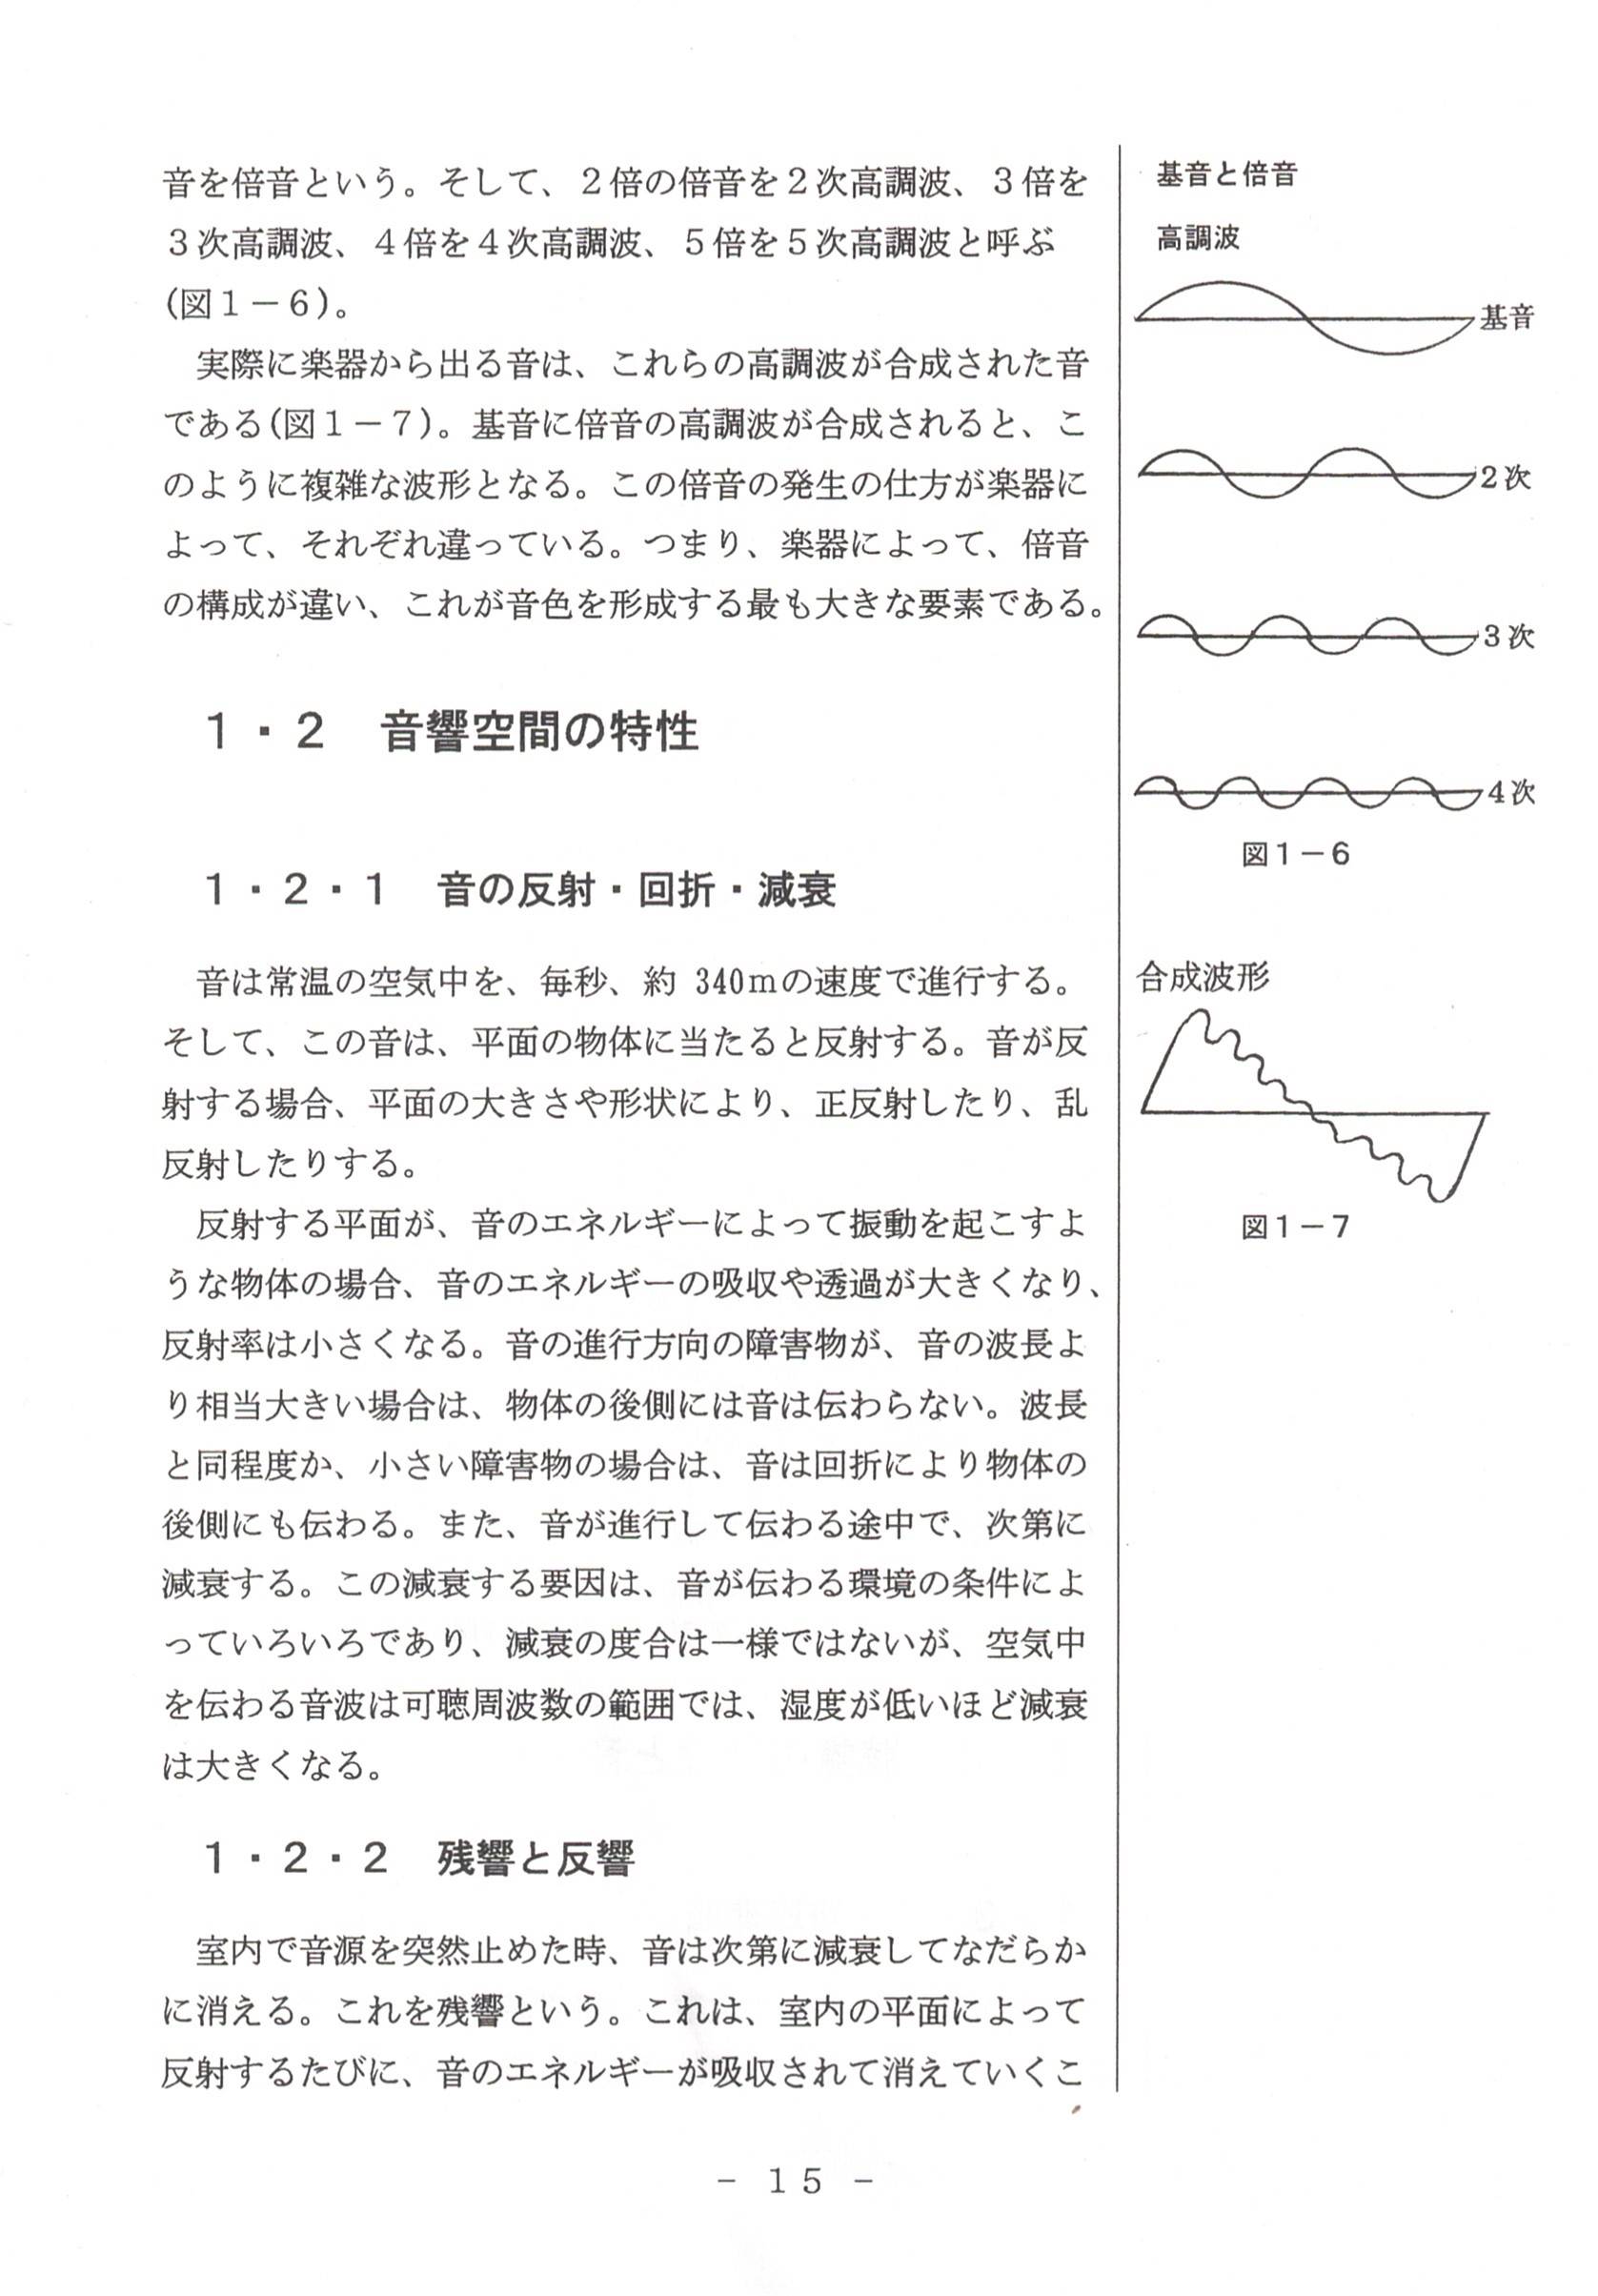 音を倍音という。そして、２倍の倍音を２次高調波、３倍を
３次高調波、４倍を４次高調波、５倍を５次高調波と呼ぶ
(図１－６)。
　実際に楽器から出る音は、これらの高調波が合成された音
である(図１－７)。基音に倍音の高調波が合成されると、こ
のように複雑な波形となる。この倍音の発生の仕方が楽器に
よって、それぞれ違っている。つまり、楽器によって、倍音
の構成が違い、これが音色を形成する最も大きな要素である。
１・２　音響空間の特性
１・２・１　音の反射・回折・減衰
　音は常温の空気中を、毎秒、約 340mの速度で進行する。
そして、この音は、平面の物体に当たると反射する。音が反
射する場合、平面の大きさや形状により、正反射したり、乱
反射したりする。
　反射する平面が、音のエネルギーによって振動を起こすよ
うな物体の場合、音のエネルギーの吸収や透過が大きくなり、
反射率は小さくなる。音の進行方向の障害物が、音の波長よ
り相当大きい場合は、物体の後側には音は伝わらない。波長
と同程度か、小さい障害物の場合は、音は回折により物体の
後側にも伝わる。また、音が進行して伝わる途中で、次第に
減衰する。この減衰する要因は、音が伝わる環境の条件によ
っていろいろであり、減衰の度合は一様ではないが、空気中
を伝わる音波は可聴周波数の範囲では、湿度が低いほど減衰
は大きくなる。
１・２・２　残響と反響
　室内で音源を突然止めた時、音は次第に減衰してなだらか
に消える。これを残響という。これは、室内の平面によって
反射するたびに、音のエネルギーが吸収されて消えていくこ
基音と倍音
高調波
基音
２次
３次
４次
図１－６
合成波形
図１－７
－ １５ －